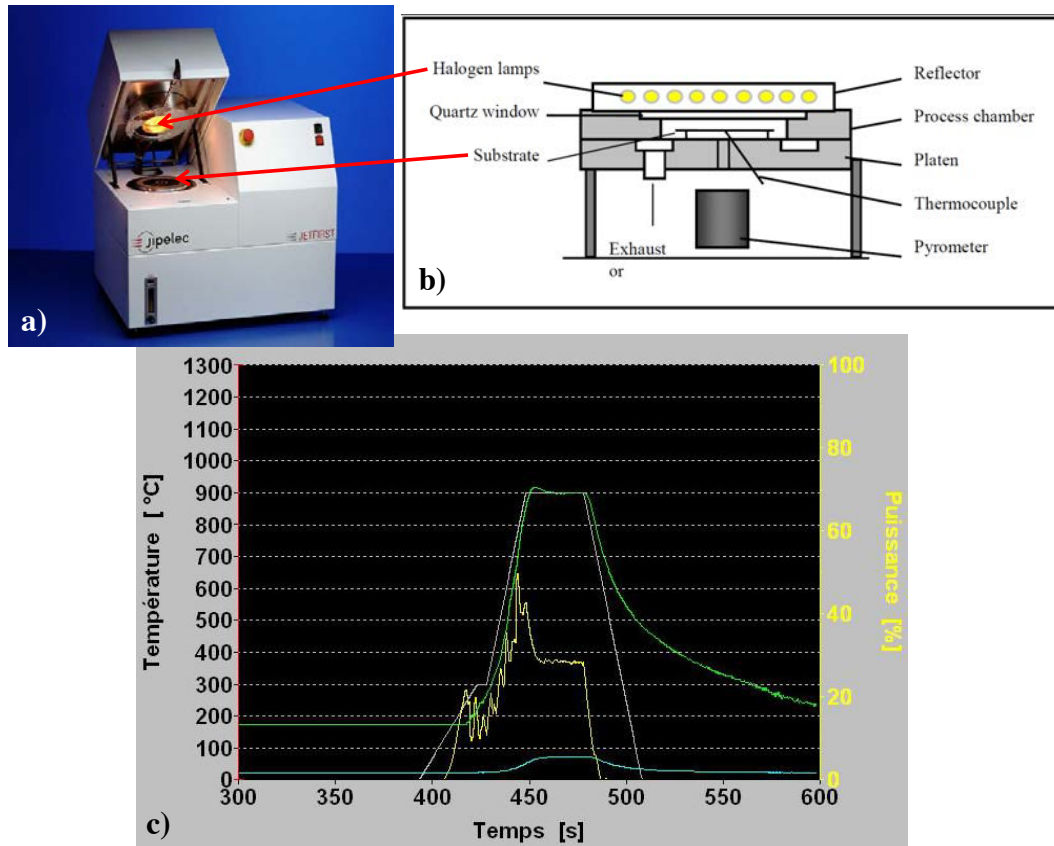 Halogen lamps
Quartz window
Substrate
Reflector
Process chamber
Platen
Thermocouple
Pyrometer
Exhaust
or
jipelec
JETFIRST
a)
b)
1300
1200
1100
1000
900
800
700
600
500
400
300
200
100
0
Température [°C]
100
80
60
40
20
0
Puissance [%]
300
350
400
450
500
550
600
Temps [s]
c)